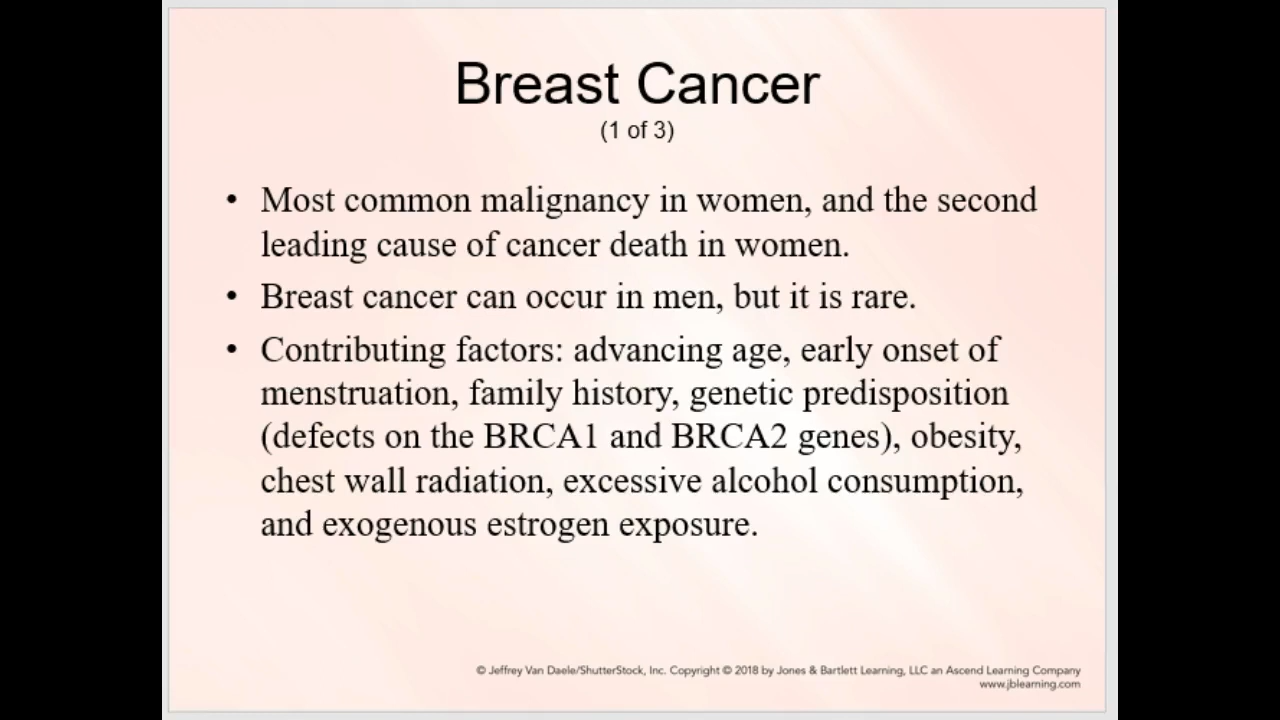 Breast Cancer
(1 of 3)
• Most common malignancy in women, and the second
leading cause of cancer death in women.
• Breast cancer can occur in men, but it is rare.
• Contributing factors: advancing age, early onset of
menstruation, family history, genetic predisposition
(defects on the BRCA1 and BRCA2 genes), obesity,
chest wall radiation, excessive alcohol consumption,
and exogenous estrogen exposure.
© Jeffrey Van Daele/ShutterStock, Inc. Copyright © 2018 by Jones & Bartlett Learning, LLC an Ascend Learning Company
www.jblearning.com